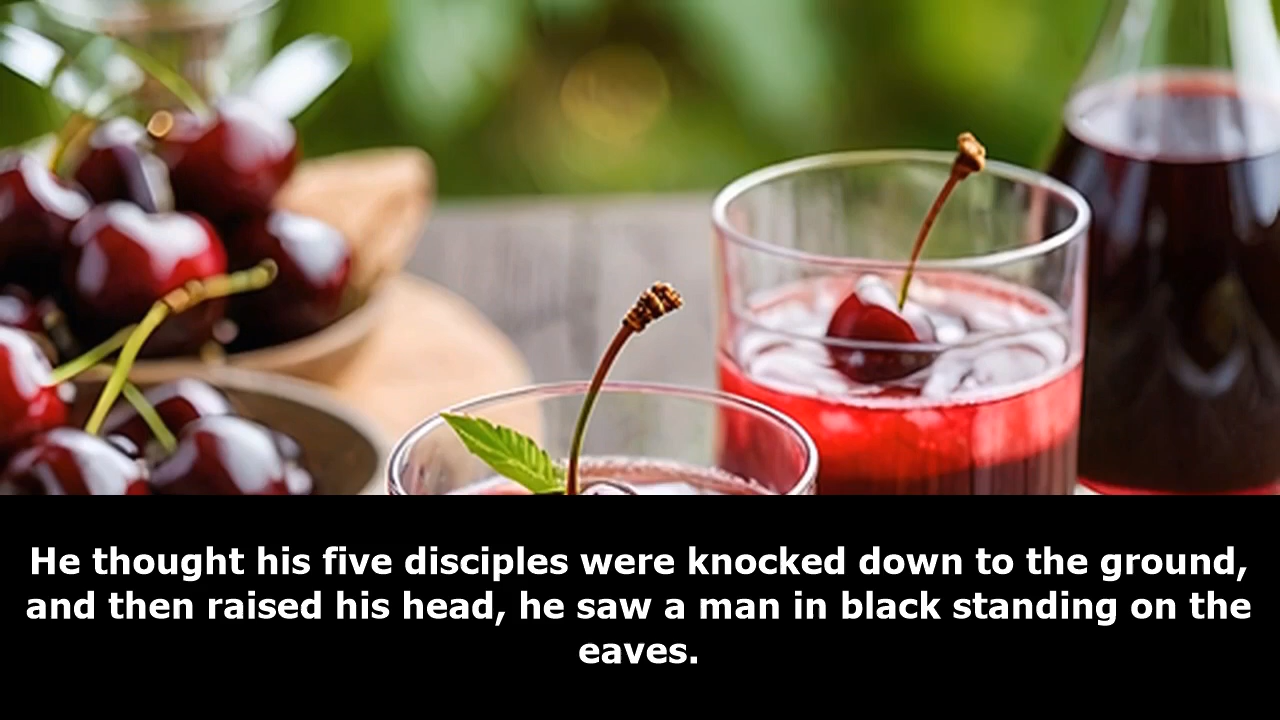 He thought his five disciples were knocked down to the ground,
and then raised his head, he saw a man in black standing on the
eaves.